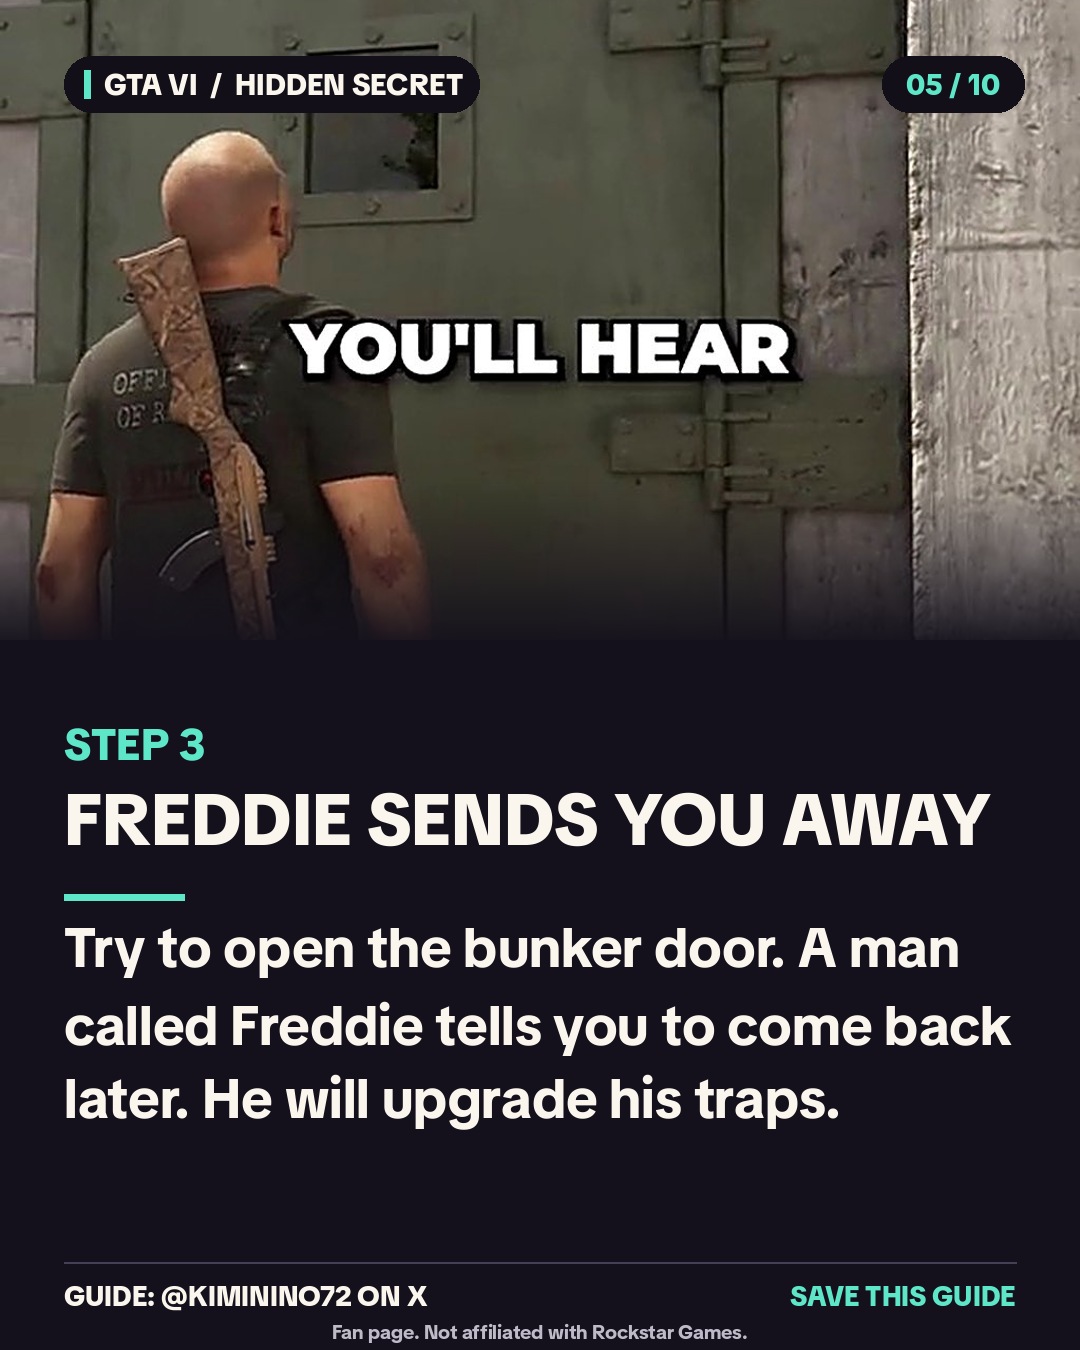 GTA VI / HIDDEN SECRET
05 / 10
YOU'LL HEAR
STEP 3
FREDDIE SENDS YOU AWAY
Try to open the bunker door. A man
called Freddie tells you to come back
later. He will upgrade his traps.
GUIDE: @KIMININO72 ON X
SAVE THIS GUIDE
Fan page. Not affiliated with Rockstar Games.